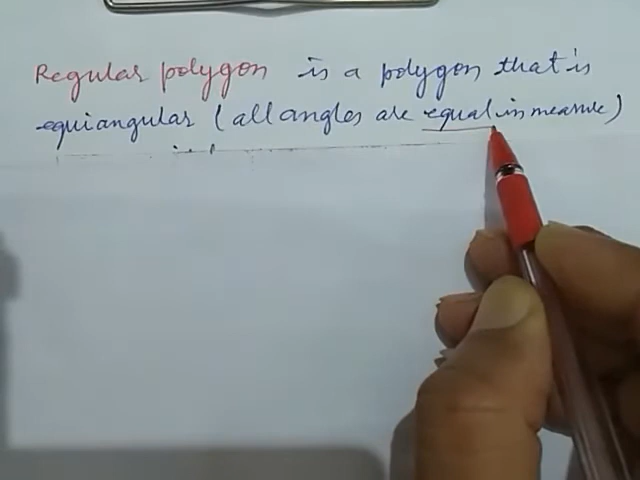 Regular polygon is a polygon that is
equiangular (all angles are equal in measure)